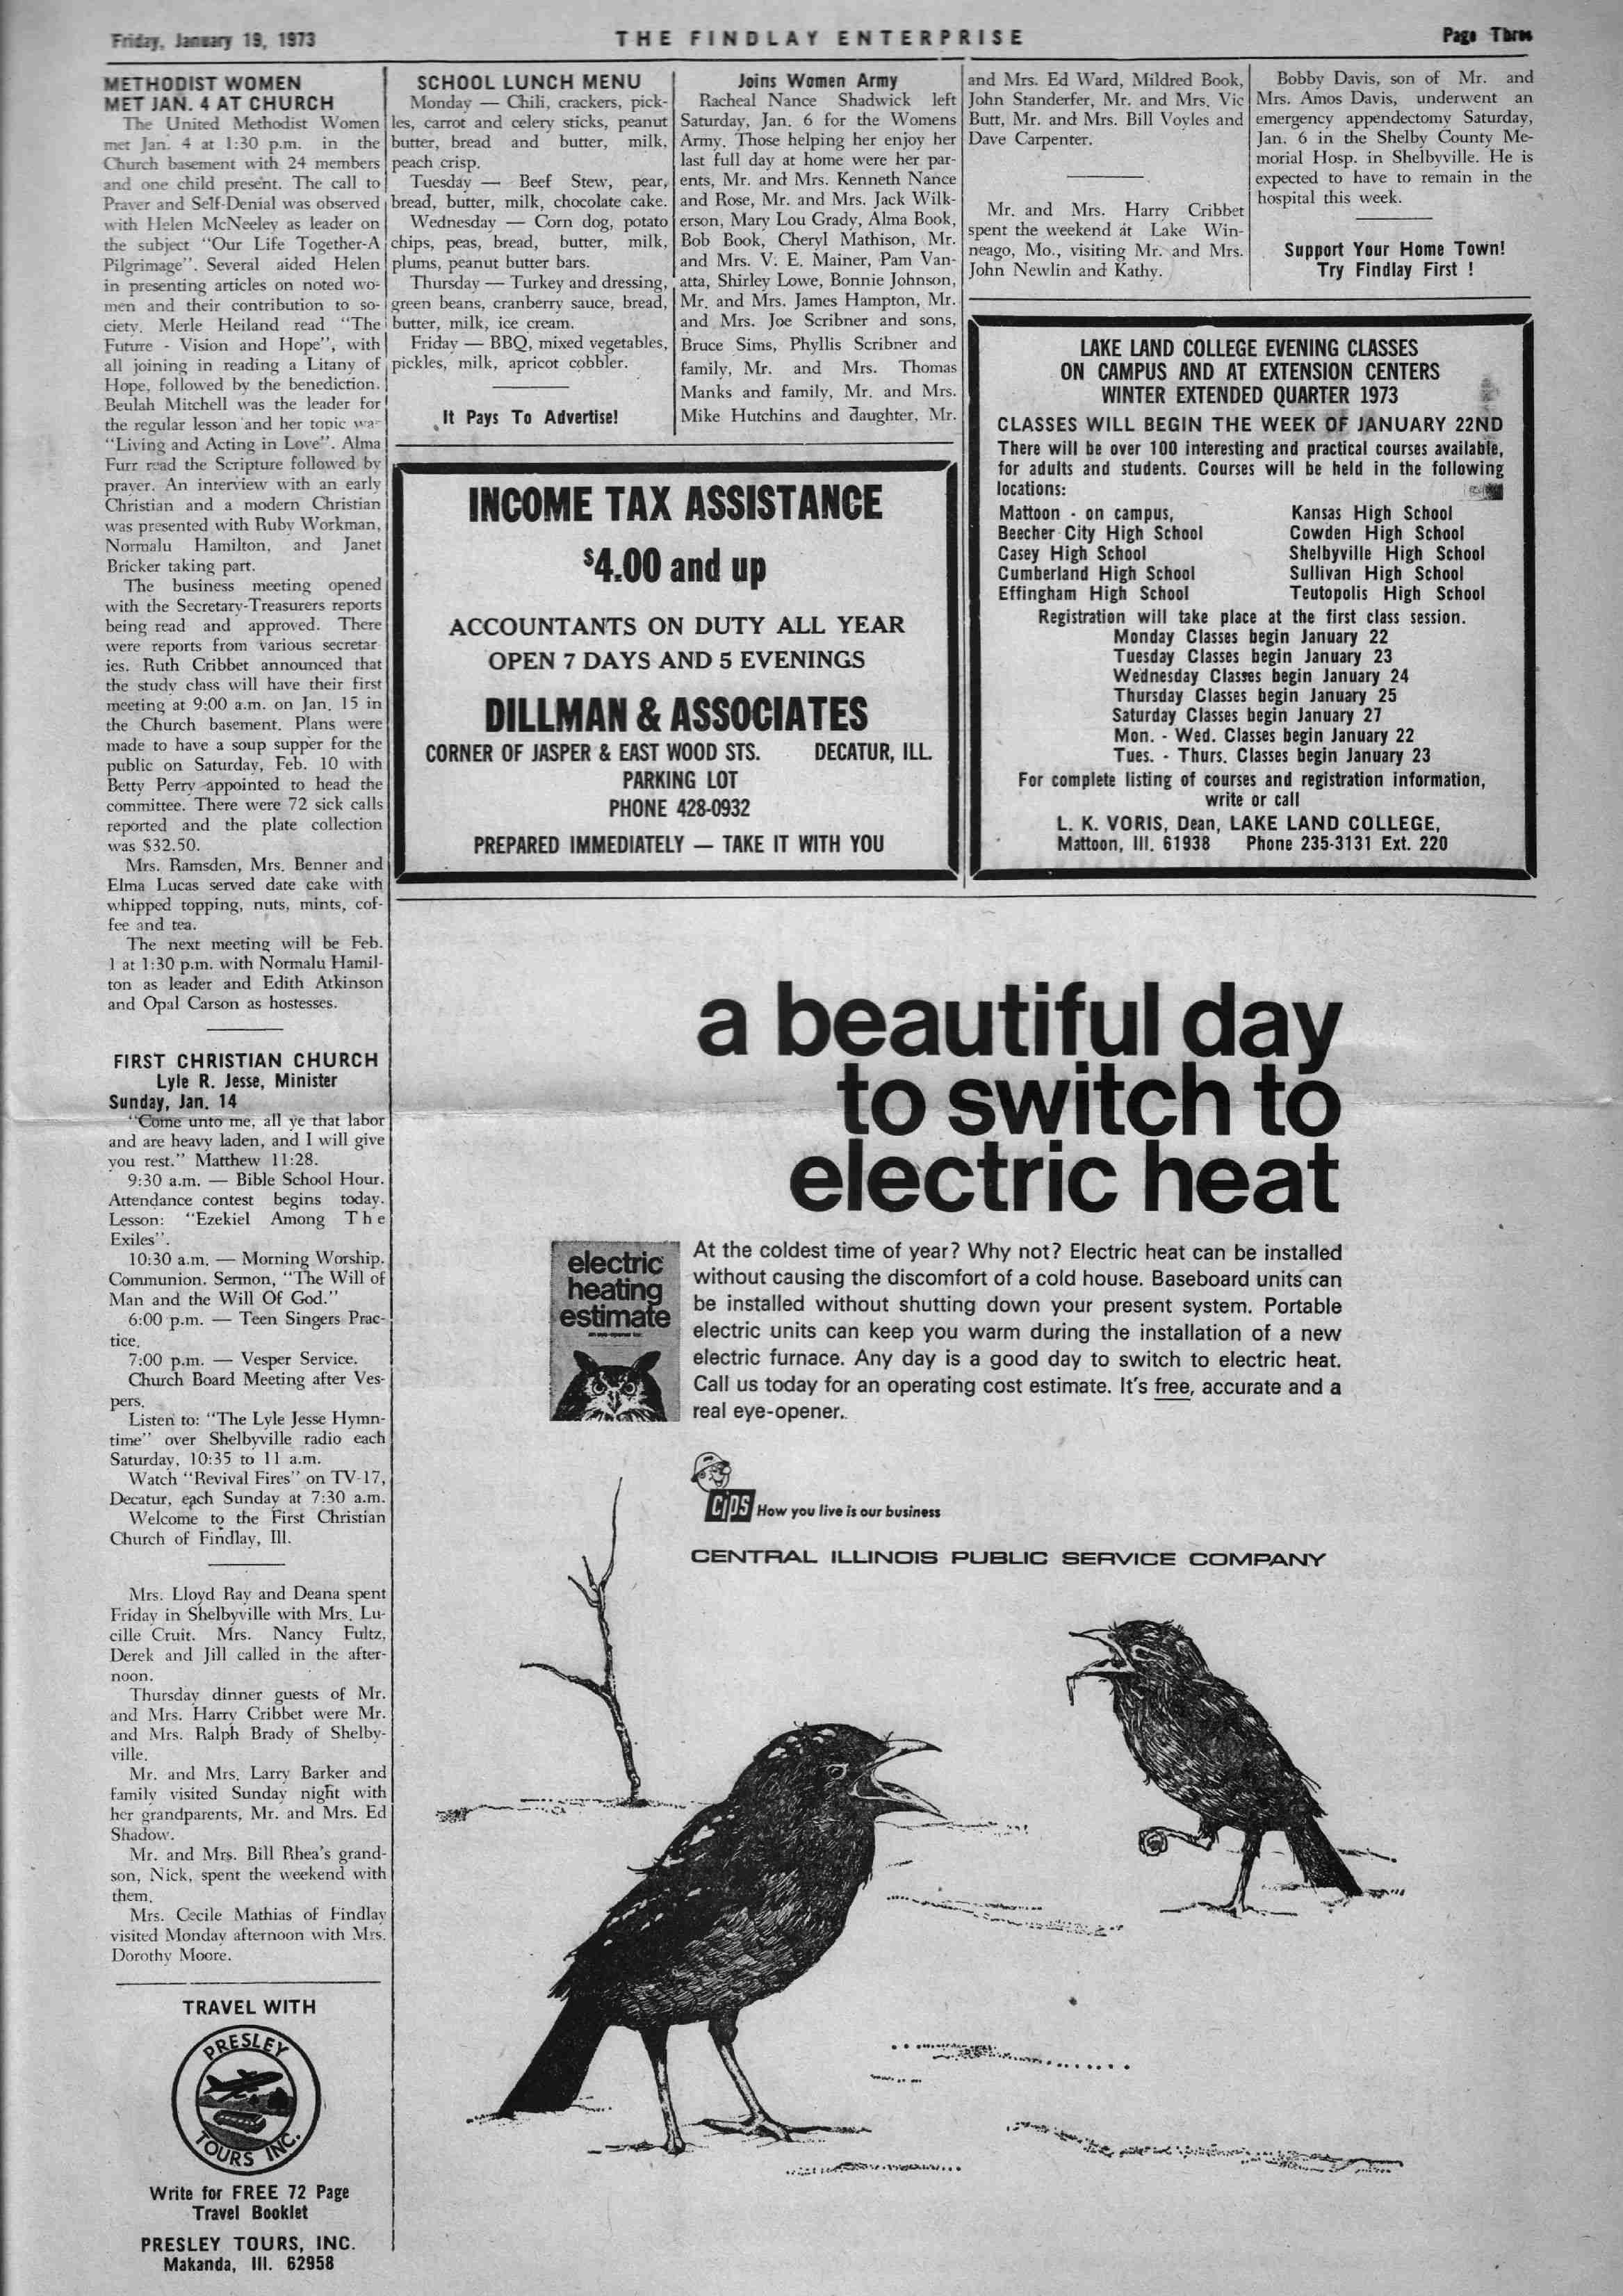 Friday, January 19, 1973
THE FINDLAY ENTERPRISE
Page Three
METHODIST WOMEN
MET JAN. 4 AT CHURCH
The United Methodist Women
met Jan. 4 at 1:30 p.m. in the
Church basement with 24 members
and one child present. The call to
Prayer and Self-Denial was observed
with Helen McNeeley as leader on
the subject "Our Life Together-A
Pilgrimage". Several aided Helen
in presenting articles on noted wo-
men and their contribution to so-
ciety. Merle Heiland read "The
Future - Vision and Hope", with
all joining in reading a Litany of
Hope, followed by the benediction.
Beulah Mitchell was the leader for
the regular lesson and her topic wa-
"Living and Acting in Love". Alma
Furr read the Scripture followed by
prayer. An interview with an early
Christian and a modern Christian
was presented with Ruby Workman,
Normalu Hamilton, and Janet
Bricker taking part.
The business meeting opened
with the Secretary-Treasurers reports
being read and approved. There
were reports from various secretar
ies. Ruth Cribbet announced that
the study class will have their first
meeting at 9:00 a.m. on Jan. 15 in
the Church basement. Plans were
made to have a soup supper for the
public on Saturday, Feb. 10 with
Betty Perry appointed to head the
committee. There were 72 sick calls
reported and the plate collection
was $32.50.
Mrs. Ramsden, Mrs. Benner and
Elma Lucas served date cake with
whipped topping, nuts, mints, cof-
fee and tea.
The next meeting will be Feb.
1 at 1:30 p.m. with Normalu Hamil-
ton as leader and Edith Atkinson
and Opal Carson as hostesses.
FIRST CHRISTIAN CHURCH
Lyle R. Jesse, Minister
Sunday, Jan. 14
"Come unto me, all ye that labor
and are heavy laden, and I will give
you rest." Matthew 11:28.
9:30 a.m. — Bible School Hour.
Attendance contest begins today.
Lesson: "Ezekiel Among The
Exiles".
10:30 a.m. — Morning Worship.
Communion. Sermon, "The Will of
Man and the Will Of God."
6:00 p.m. — Teen Singers Prac-
tice.
7:00 p.m. — Vesper Service.
Church Board Meeting after Ves-
pers.
Listen to: "The Lyle Jesse Hymn-
time" over Shelbyville radio each
Saturday, 10:35 to 11 a.m.
Watch "Revival Fires" on TV-17,
Decatur, each Sunday at 7:30 a.m.
Welcome to the First Christian
Church of Findlay, Ill.
Mrs. Lloyd Ray and Deana spent
Friday in Shelbyville with Mrs. Lu-
cille Cruit. Mrs. Nancy Fultz,
Derek and Jill called in the after-
noon.
Thursday dinner guests of Mr.
and Mrs. Harry Cribbet were Mr.
and Mrs. Ralph Brady of Shelby-
ville.
Mr. and Mrs. Larry Barker and
family visited Sunday night with
her grandparents, Mr. and Mrs. Ed
Shadow.
Mr. and Mrs. Bill Rhea's grand-
son, Nick, spent the weekend with
them.
Mrs. Cecile Mathias of Findlay
visited Monday afternoon with Mrs.
Dorothy Moore.
TRAVEL WITH
PRESLEY
TOURS INC.
Write for FREE 72 Page
Travel Booklet
PRESLEY TOURS, INC.
Makanda, Ill. 62958
SCHOOL LUNCH MENU
Monday — Chili, crackers, pick-
les, carrot and celery sticks, peanut
butter, bread and butter, milk,
peach crisp.
Tuesday — Beef Stew, pear,
bread, butter, milk, chocolate cake.
Wednesday — Corn dog, potato
chips, peas, bread, butter, milk,
plums, peanut butter bars.
Thursday — Turkey and dressing,
green beans, cranberry sauce, bread,
butter, milk, ice cream.
Friday — BBQ, mixed vegetables,
pickles, milk, apricot cobbler.
It Pays To Advertise!
Joins Women Army
Racheal Nance Shadwick left
Saturday, Jan. 6 for the Womens
Army. Those helping her enjoy her
last full day at home were her par-
ents, Mr. and Mrs. Kenneth Nance
and Rose, Mr. and Mrs. Jack Wilk-
erson, Mary Lou Grady, Alma Book,
Bob Book, Cheryl Mathison, Mr.
and Mrs. V. E. Mainer, Pam Van-
atta, Shirley Lowe, Bonnie Johnson,
Mr. and Mrs. James Hampton, Mr.
and Mrs. Joe Scribner and sons,
Bruce Sims, Phyllis Scribner and
family, Mr. and Mrs. Thomas
Manks and family, Mr. and Mrs.
Mike Hutchins and daughter, Mr.
and Mrs. Ed Ward, Mildred Book,
John Standerfer, Mr. and Mrs. Vic
Butt, Mr. and Mrs. Bill Voyles and
Dave Carpenter.
Mr. and Mrs. Harry Cribbet
spent the weekend at Lake Win-
neago, Mo., visiting Mr. and Mrs.
John Newlin and Kathy.
Bobby Davis, son of Mr. and
Mrs. Amos Davis, underwent an
emergency appendectomy Saturday,
Jan. 6 in the Shelby County Me-
morial Hosp. in Shelbyville. He is
expected to have to remain in the
hospital this week.
Support Your Home Town!
Try Findlay First !
INCOME TAX ASSISTANCE
$4.00 and up
ACCOUNTANTS ON DUTY ALL YEAR
OPEN 7 DAYS AND 5 EVENINGS
DILLMAN & ASSOCIATES
CORNER OF JASPER & EAST WOOD STS. DECATUR, ILL.
PARKING LOT
PHONE 428-0932
PREPARED IMMEDIATELY — TAKE IT WITH YOU
LAKE LAND COLLEGE EVENING CLASSES
ON CAMPUS AND AT EXTENSION CENTERS
WINTER EXTENDED QUARTER 1973
CLASSES WILL BEGIN THE WEEK OF JANUARY 22ND
There will be over 100 interesting and practical courses available,
for adults and students. Courses will be held in the following
locations:
Mattoon - on campus, Kansas High School
Beecher City High School Cowden High School
Casey High School Shelbyville High School
Cumberland High School Sullivan High School
Effingham High School Teutopolis High School
Registration will take place at the first class session.
Monday Classes begin January 22
Tuesday Classes begin January 23
Wednesday Classes begin January 24
Thursday Classes begin January 25
Saturday Classes begin January 27
Mon. - Wed. Classes begin January 22
Tues. - Thurs. Classes begin January 23
For complete listing of courses and registration information,
write or call
L. K. VORIS, Dean, LAKE LAND COLLEGE,
Mattoon, Ill. 61938 Phone 235-3131 Ext. 220
a beautiful day
to switch to
electric heat
electric
heating
estimate
At the coldest time of year? Why not? Electric heat can be installed
without causing the discomfort of a cold house. Baseboard units can
be installed without shutting down your present system. Portable
electric units can keep you warm during the installation of a new
electric furnace. Any day is a good day to switch to electric heat.
Call us today for an operating cost estimate. It's free, accurate and a
real eye-opener.
CIPS How you live is our business
CENTRAL ILLINOIS PUBLIC SERVICE COMPANY